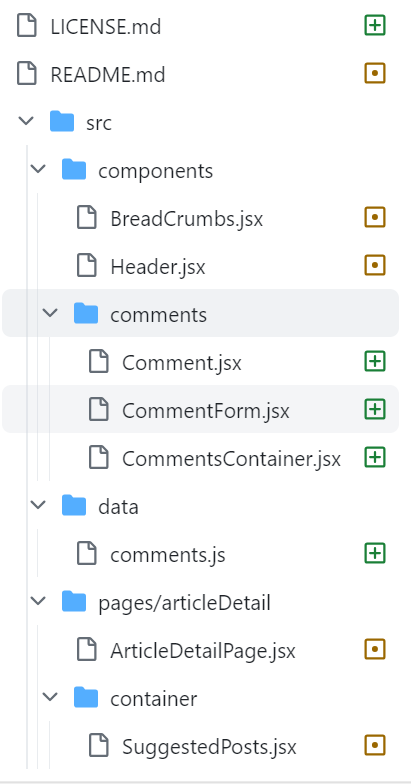 LICENSE.md
README.md
src
components
BreadCrumbs.jsx
Header.jsx
comments
Comment.jsx
CommentForm.jsx
CommentsContainer.jsx
data
comments.js
pages/articleDetail
ArticleDetailPage.jsx
container
SuggestedPosts.jsx